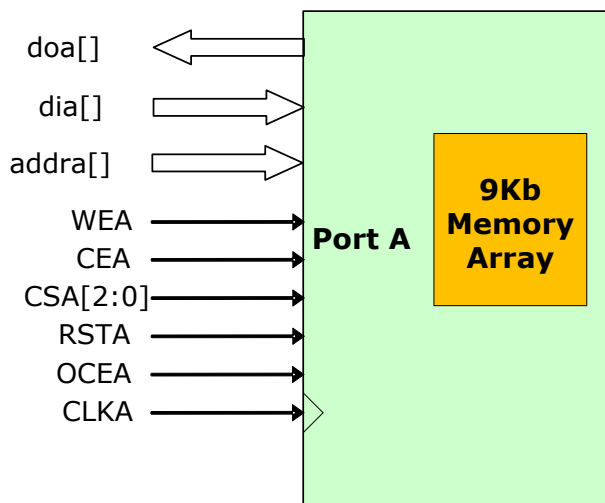 doa[]
dia[]
addra[]
WEA
CEA
CSA[2:0]
RSTA
OCEA
CLKA
Port A
9Kb
Memory
Array